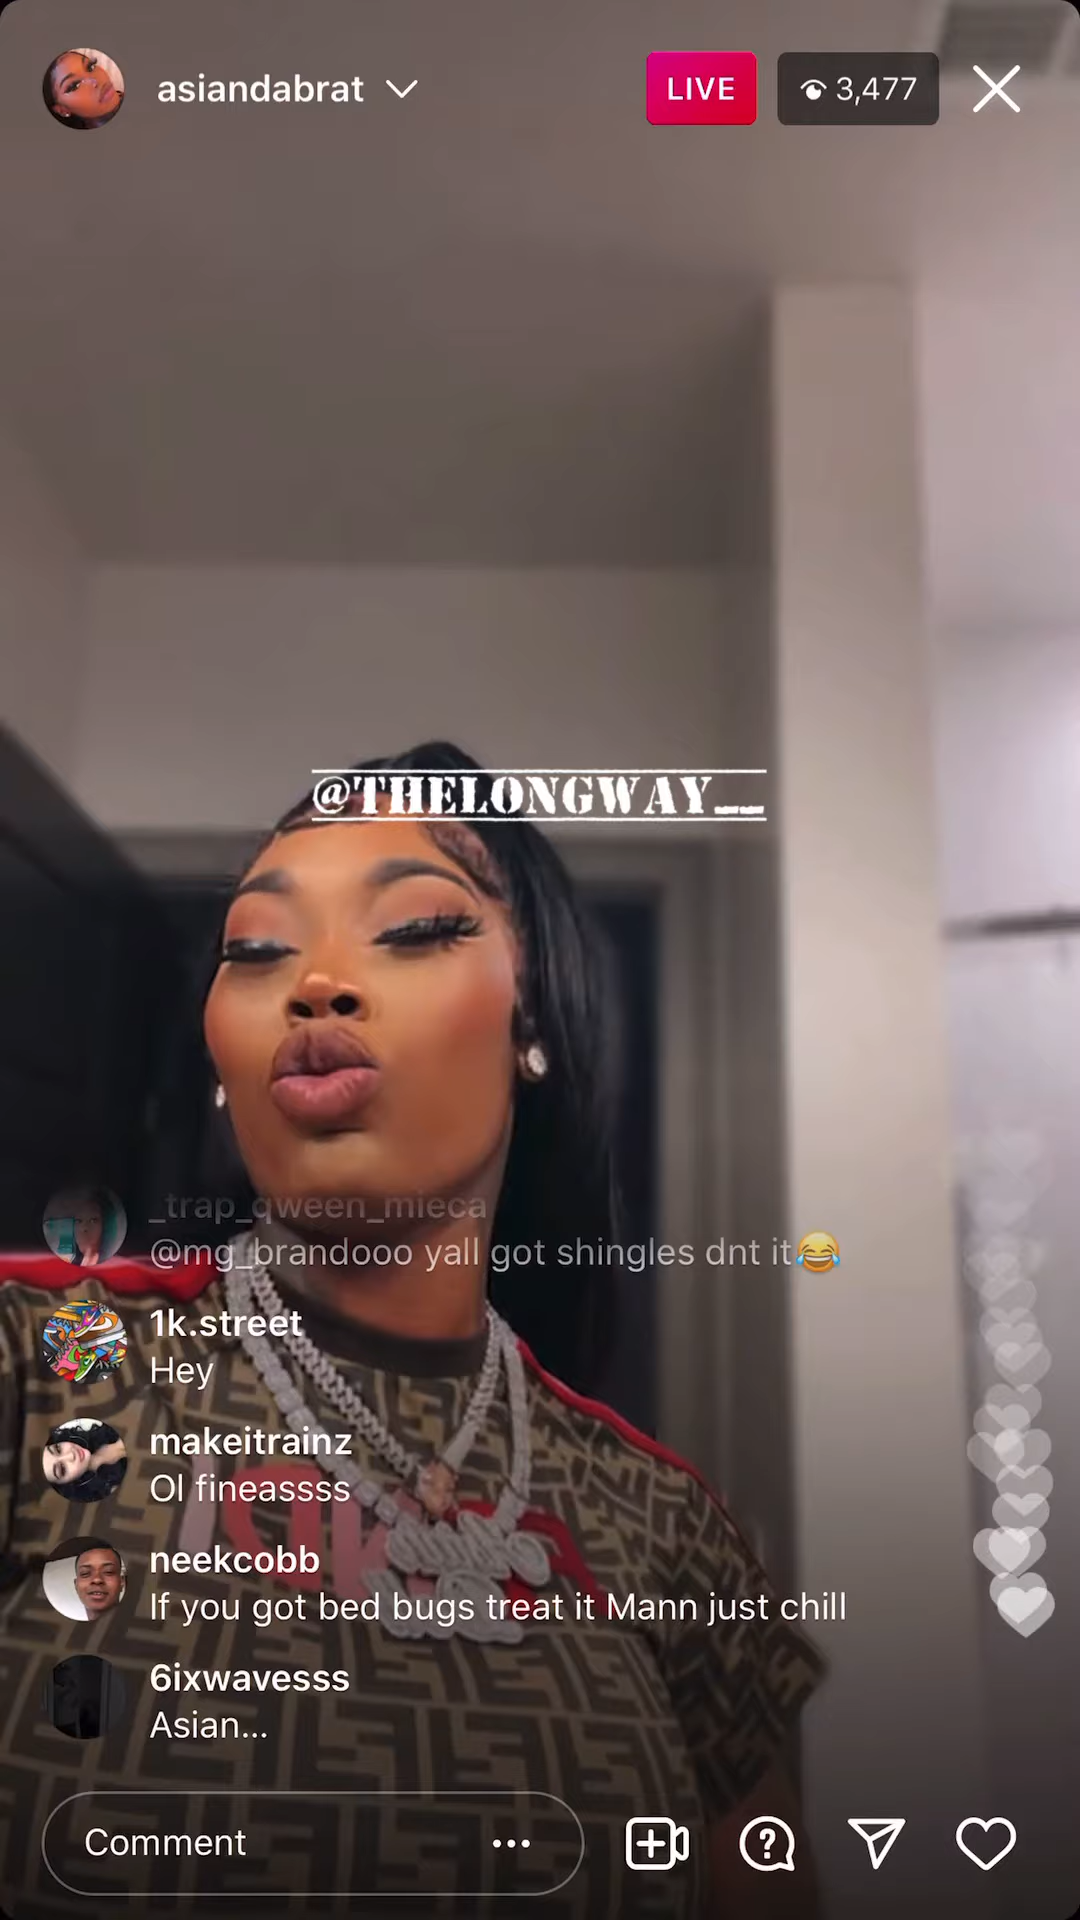 asiandabrat
LIVE
3,477
@THELONGWAY__
_trap_qween_mieca
@mg_brandooo yall got shingles dnt it😂
1k.street
Hey
makeitrainz
Ol fineassss
neekcobb
If you got bed bugs treat it Mann just chill
6ixwavesss
Asian...
Comment